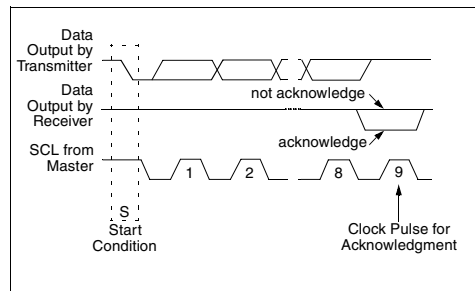 Data
Output by
Transmitter
Data
Output by
Receiver
not acknowledge
acknowledge
SCL from
Master
1
2
8
9
S
Start
Condition
Clock Pulse for
Acknowledgment